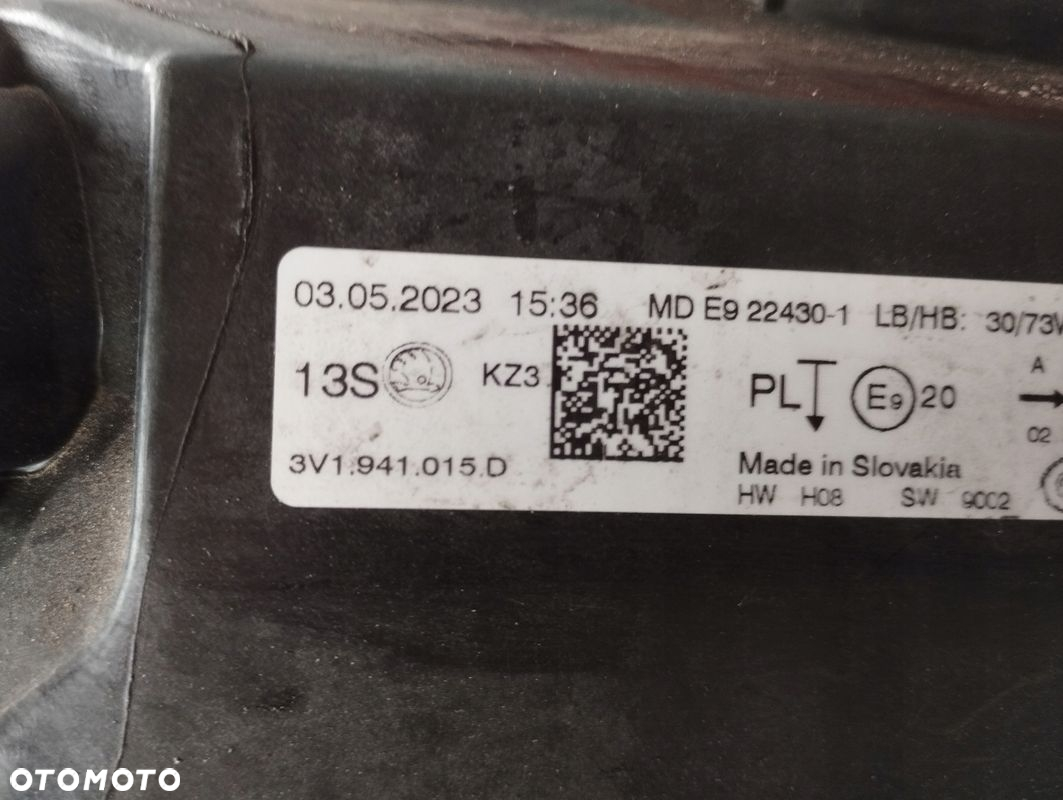 03.05.2023 15:36 MD E9 22430-1 LB/HB: 30/73W
13S KZ3 PL E9 20 A
02
3V1.941.015.D Made in Slovakia
HW H08 SW 9002
OTOMOTO